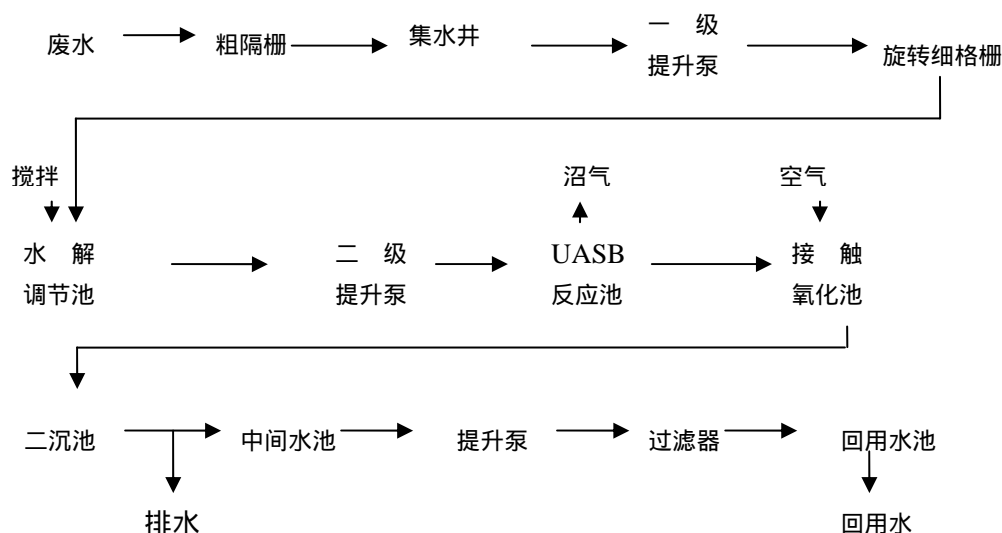 废水 粗隔栅 集水井 一 级
提升泵 旋转细格栅
搅拌 沼气 空气
水 解 二 级 UASB 接 触
调节池 提升泵 反应池 氧化池
二沉池 中间水池 提升泵 过滤器 回用水池
排水 回用水